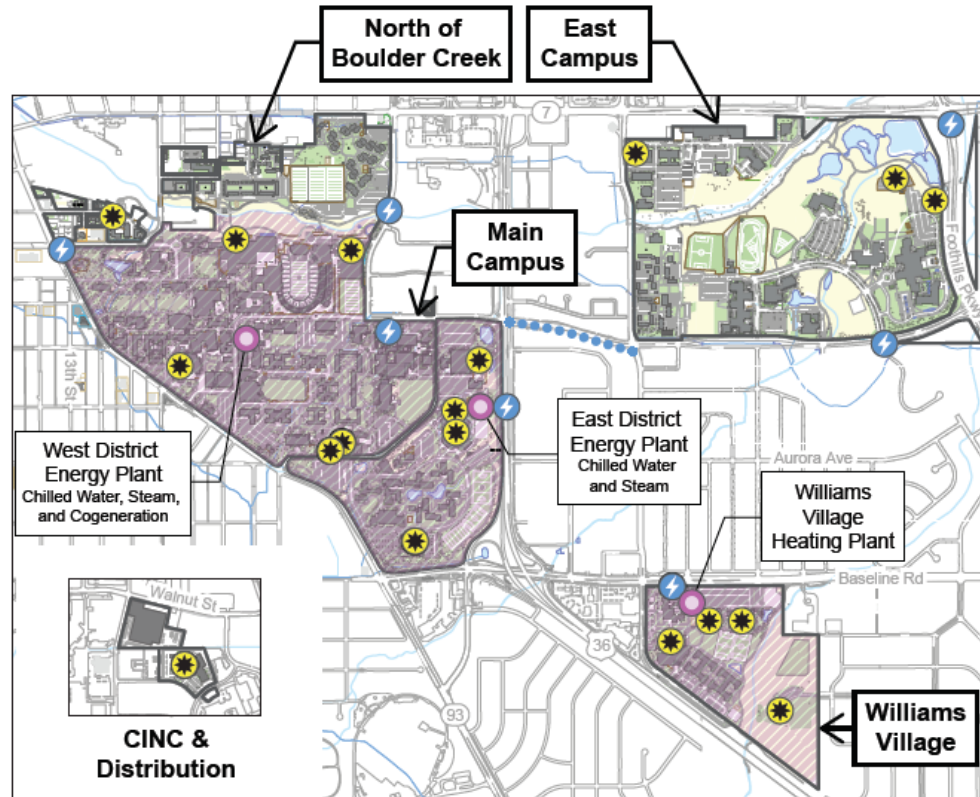 North of
Boulder Creek
East
Campus
7
Main
Campus
13th St
West District
Energy Plant
Chilled Water, Steam,
and Cogeneration
East District
Energy Plant
Chilled Water
and Steam
Aurora Ave
Williams
Village
Heating Plant
Baseline Rd
Walnut St
36
93
CINC &
Distribution
Williams
Village